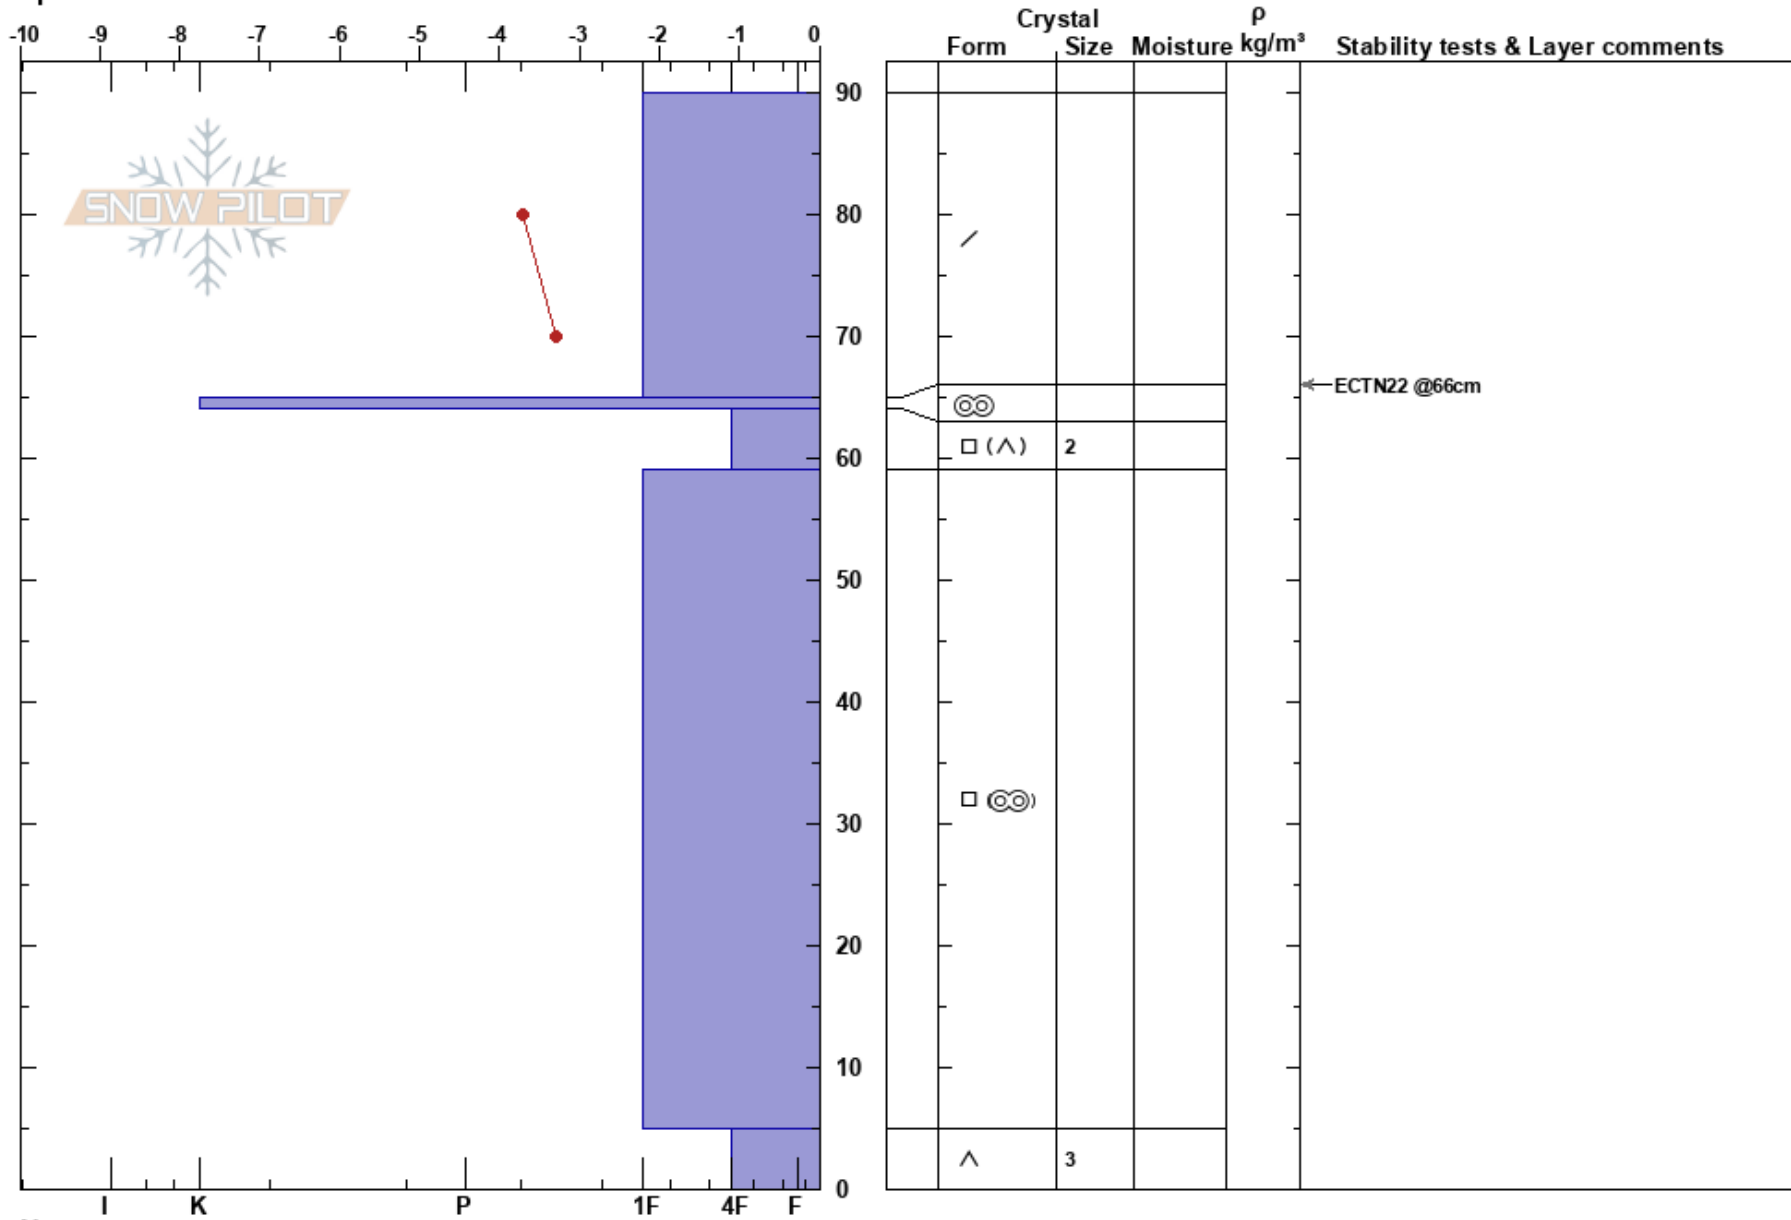 Crystal ρ
-10 -9 -8 -7 -6 -5 -4 -3 -2 -1 0
Form Size Moisture kg/m³ Stability tests & Layer comments
90
SNOW PILOT
80
70
ECTN22 @66cm
2
60
50
40
30
20
10
3
0
I K P 1F 4F F